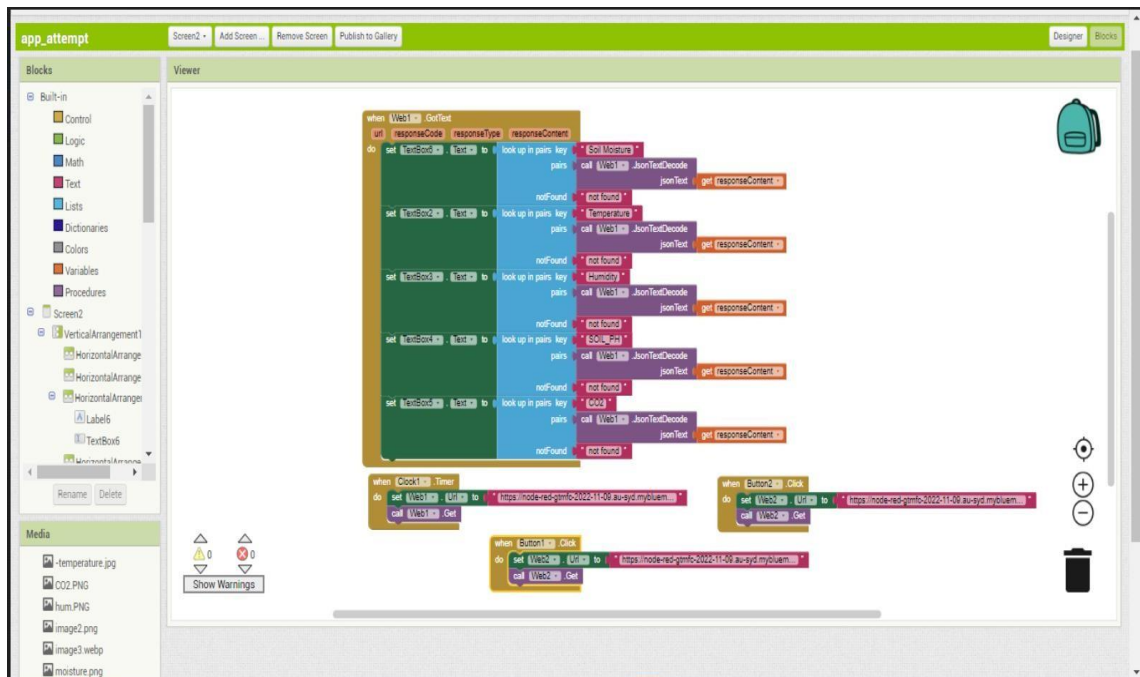 app_attempt Screen2 Add Screen ... Remove Screen Publish to Gallery Designer Blocks
Blocks
Built-in
Control
Logic
Math
Text
Lists
Dictionaries
Colors
Variables
Procedures
Screen2
VerticalArrangement1
HorizontalArrange
HorizontalArrange
HorizontalArranger
Label6
TextBox6
HorizontalArrange
Rename Delete
Media
-temperature.jpg
CO2.PNG
hum.PNG
image2.png
image3.webp
moisture.png
Viewer
when Web1 .GotText
url responseCode responseType responseContent
do set . Text to look up in pairs key " Soil Moisture "
pairs call Web1 .JsonTextDecode
jsonText get responseContent
notFound " not found "
set TextBox2 . Text to look up in pairs key " Temperature "
pairs call Web1 .JsonTextDecode
jsonText get responseContent
notFound " not found "
set TextBox3 . Text to look up in pairs key " Humidity "
pairs call Web1 .JsonTextDecode
jsonText get responseContent
notFound " not found "
set TextBox4 . Text to look up in pairs key " SOIL_PH "
pairs call Web1 .JsonTextDecode
jsonText get responseContent
notFound " not found "
set . Text to look up in pairs key " CO2 "
pairs call Web1 .JsonTextDecode
jsonText get responseContent
notFound " not found "
when Clock1 .Timer
do set Web1 . Url to " https://node-red-gtmfc-2022-11-09.au-syd.mybluem... "
call Web1 .Get
when Button2 .Click
do set Web2 . Url to " https://node-red-gtmfc-2022-11-09.au-syd.mybluem... "
call Web2 .Get
when Button1 .Click
do set Web2 . Url to " https://node-red-gtmfc-2022-11-09.au-syd.mybluem... "
call Web2 .Get
0 0
Show Warnings